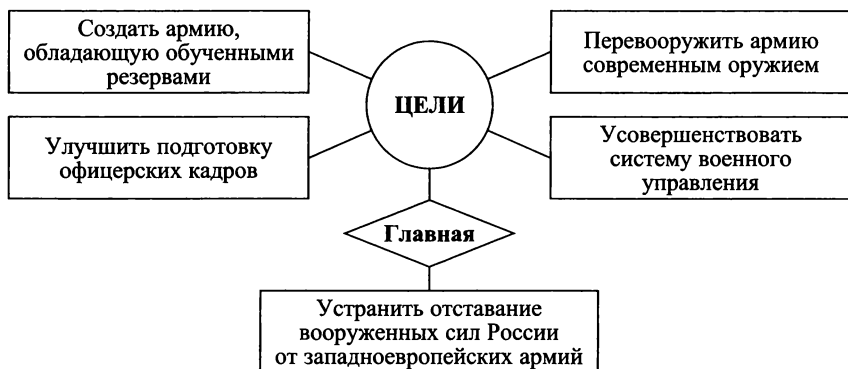 Создать армию,
обладающую обученными
резервами
Перевооружить армию
современным оружием
ЦЕЛИ
Улучшить подготовку
офицерских кадров
Усовершенствовать
систему военного
управления
Главная
Устранить отставание
вооруженных сил России
от западноевропейских армий